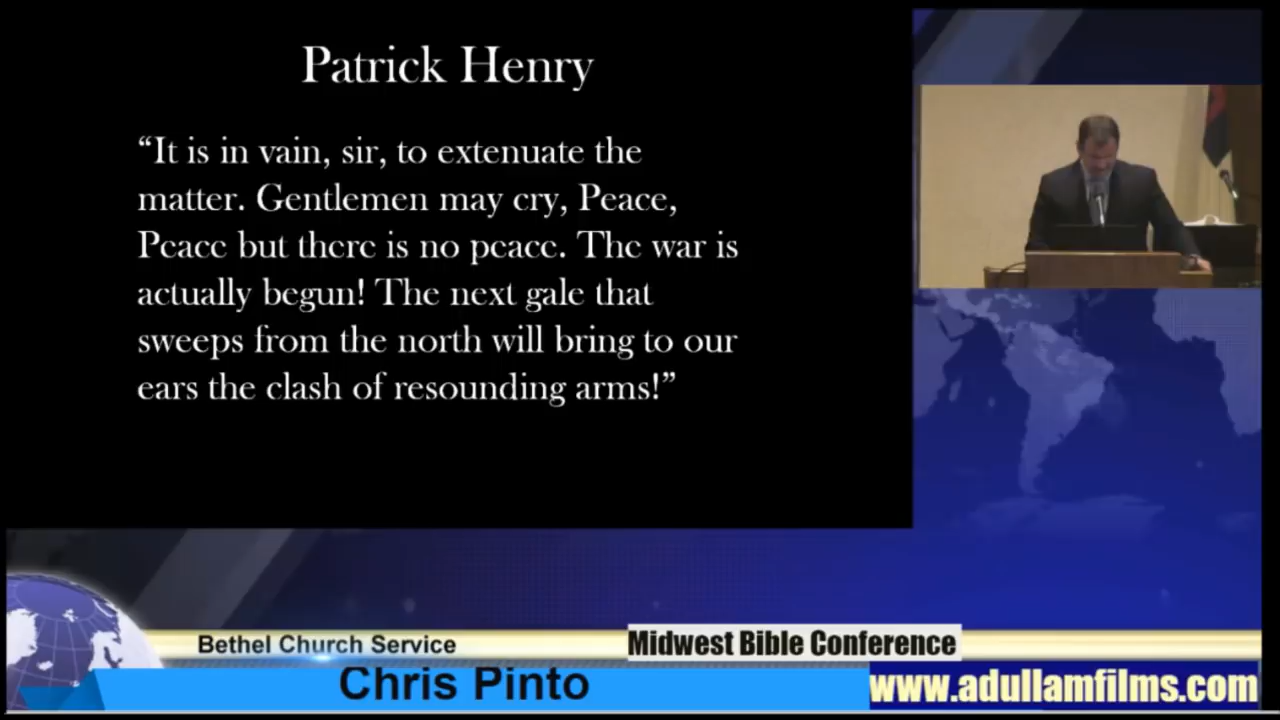 Patrick Henry
“It is in vain, sir, to extenuate the
matter. Gentlemen may cry, Peace,
Peace but there is no peace. The war is
actually begun! The next gale that
sweeps from the north will bring to our
ears the clash of resounding arms!”
Bethel Church Service
Midwest Bible Conference
Chris Pinto
www.adullamfilms.com